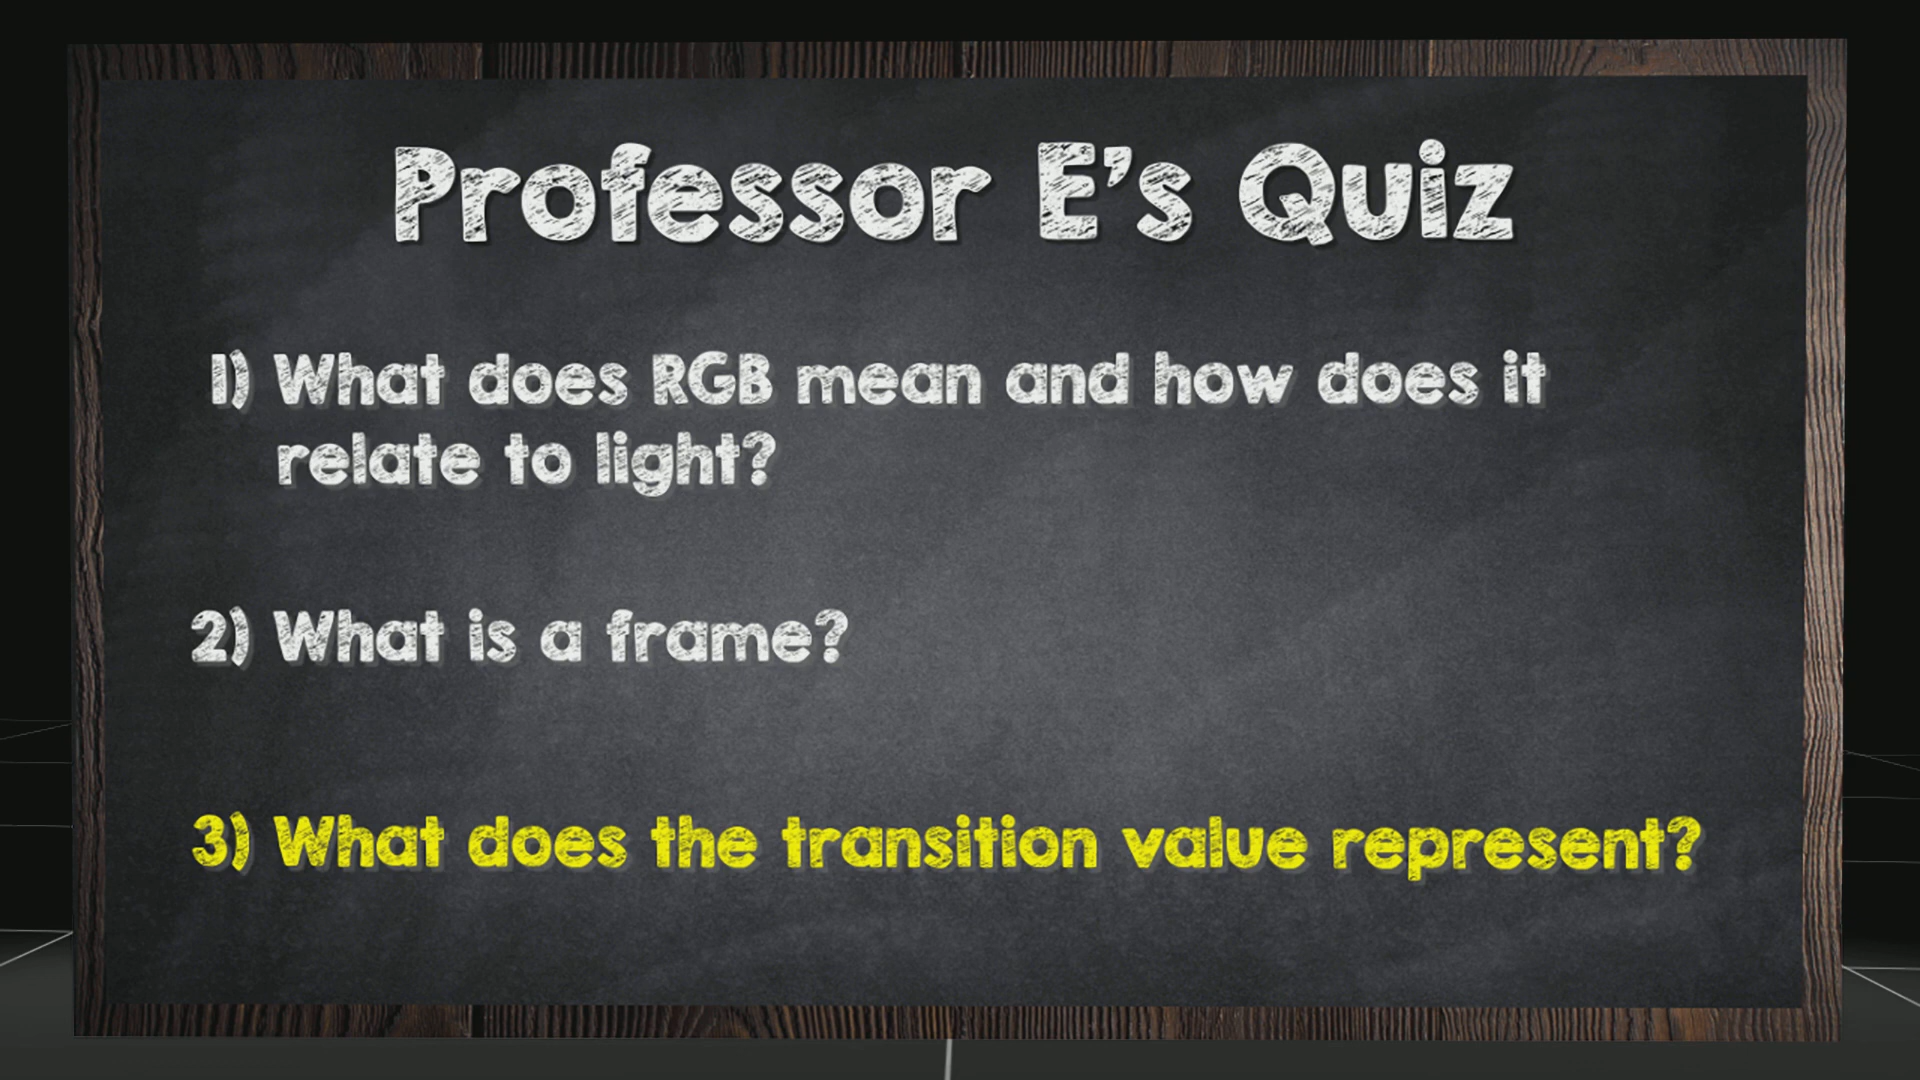 Professor E's Quiz
1) What does RGB mean and how does it
relate to light?
2) What is a frame?
3) What does the transition value represent?